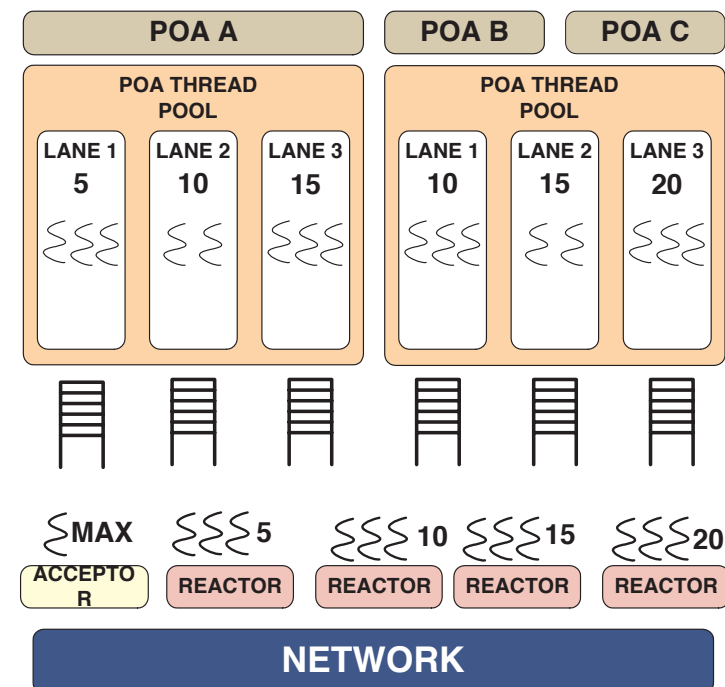 POA A
POA B
POA C
POA THREAD
POOL
LANE 1
5
LANE 2
10
LANE 3
15
POA THREAD
POOL
LANE 1
10
LANE 2
15
LANE 3
20
MAX
5
10
15
20
ACCEPTO
R
REACTOR
REACTOR
REACTOR
REACTOR
NETWORK